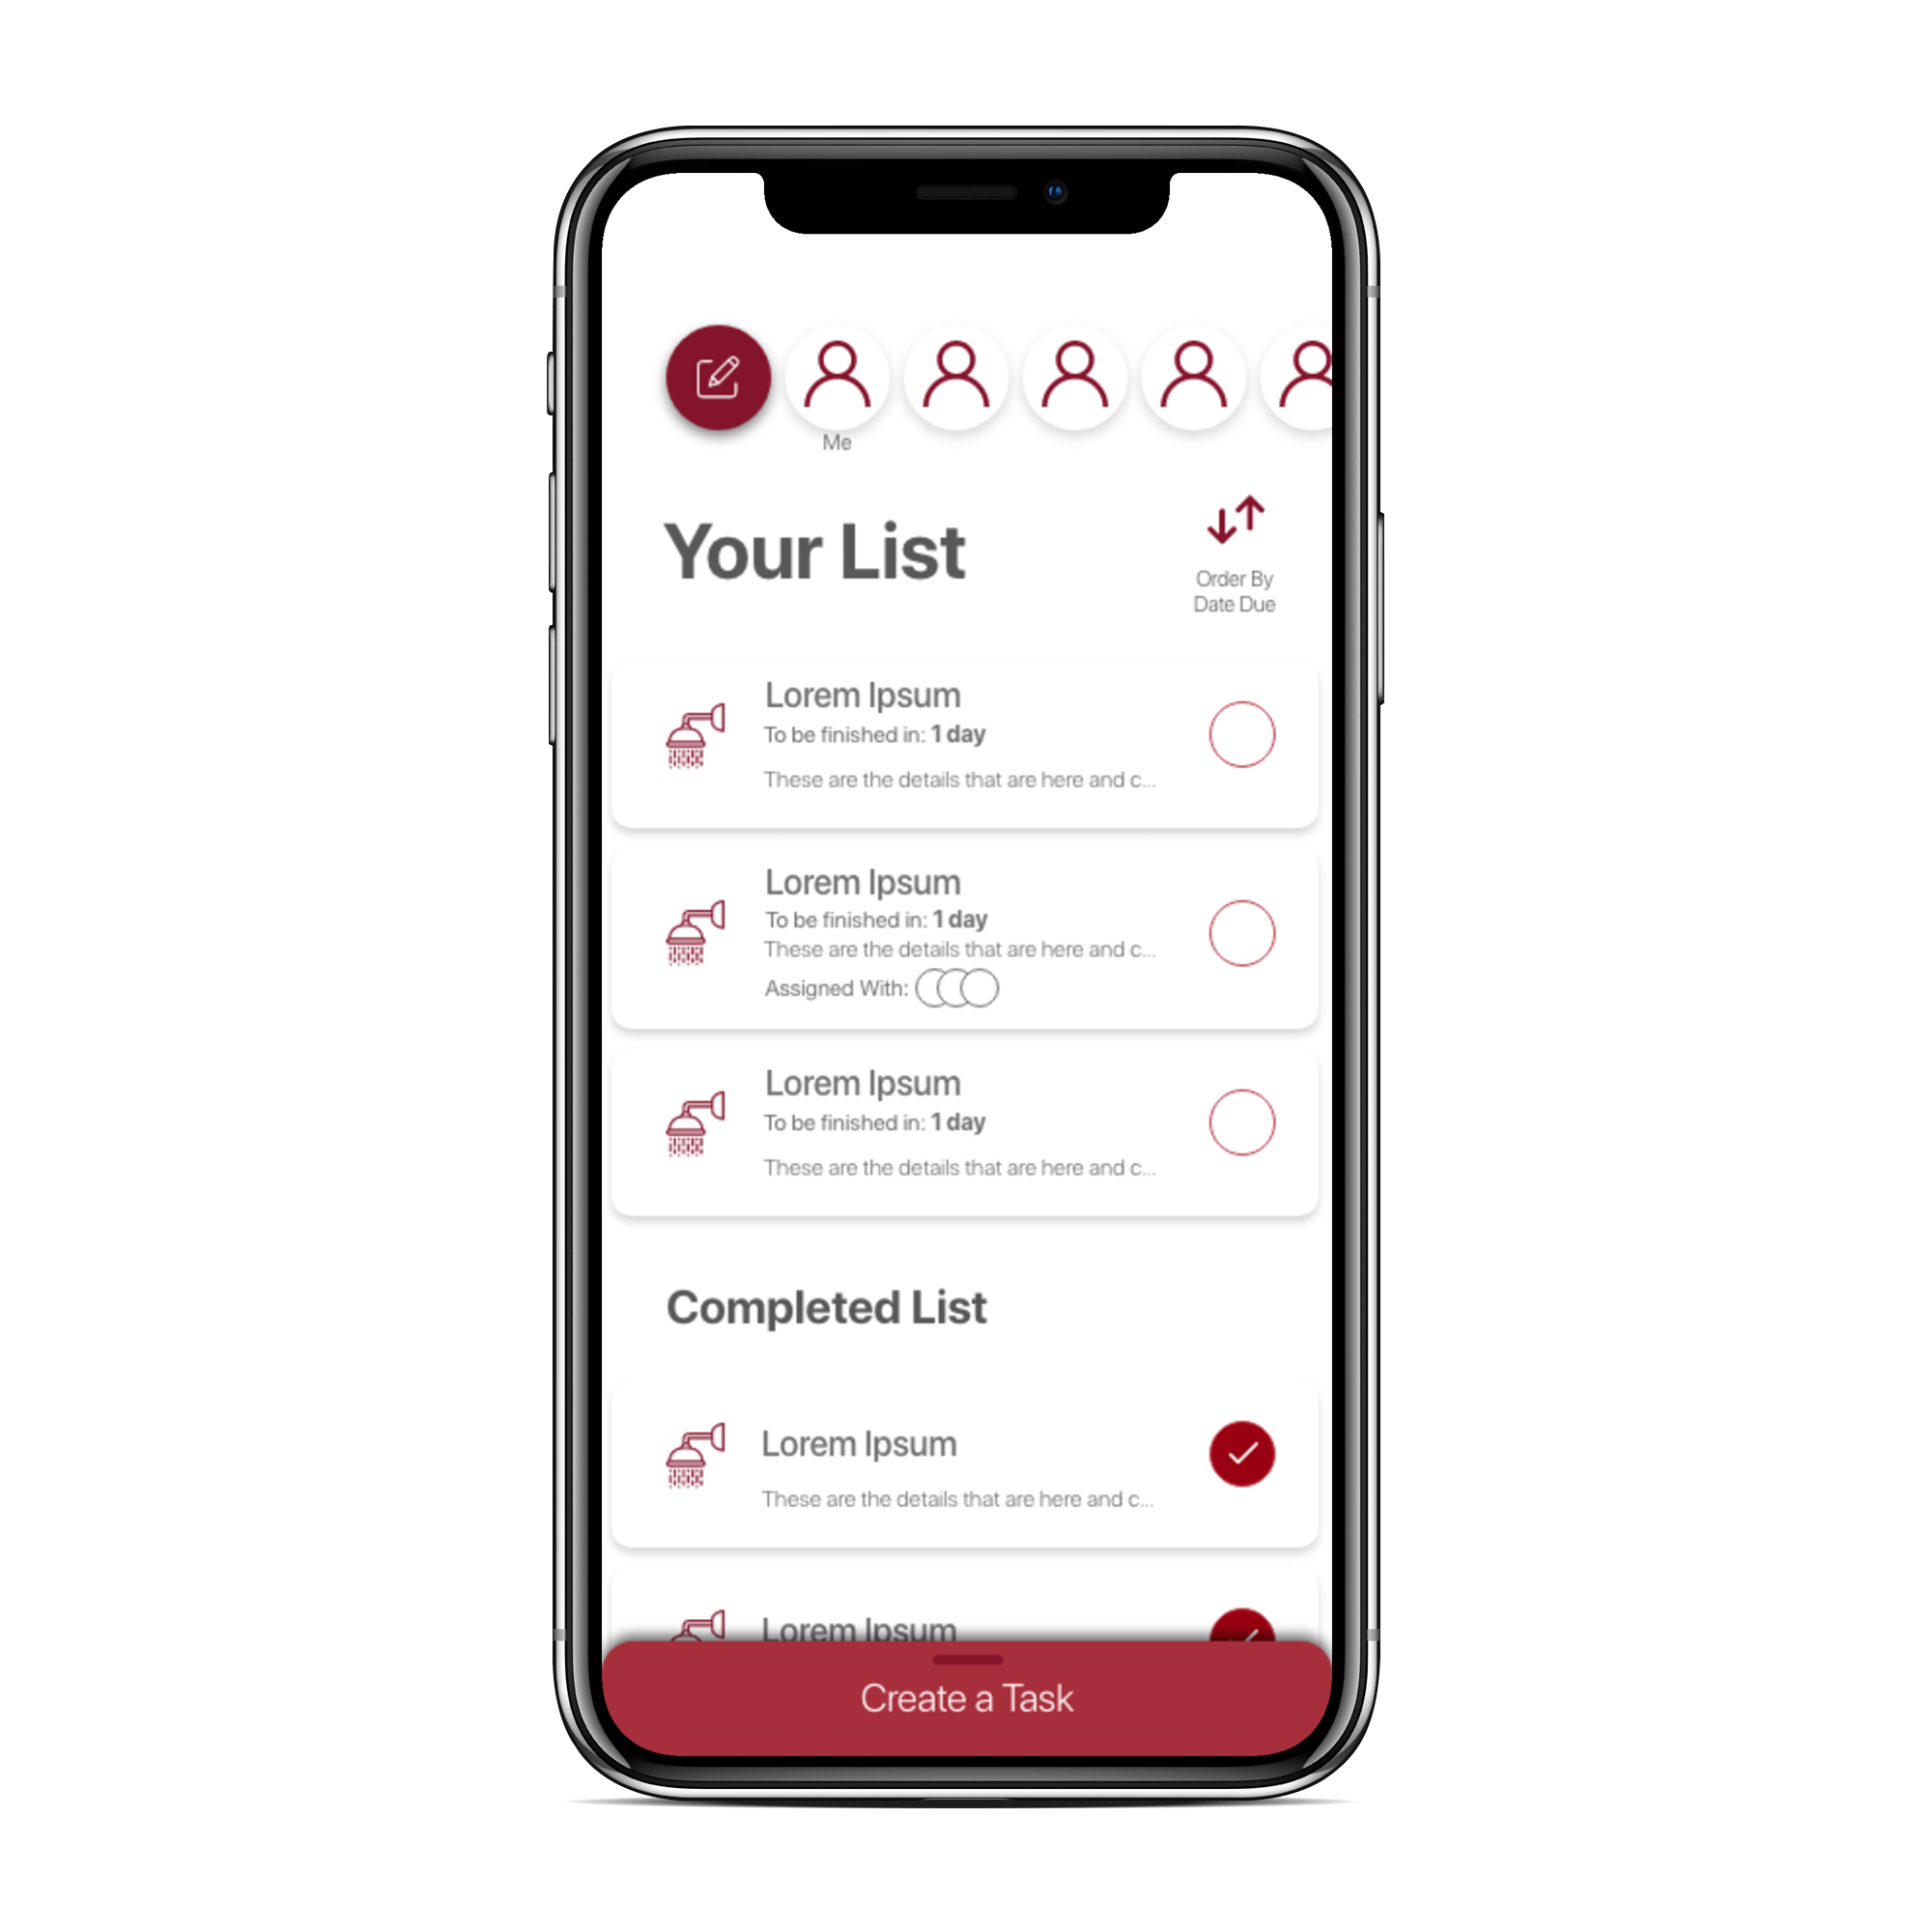 Me
Your List
Order By
Date Due
Lorem Ipsum
To be finished in: 1 day
These are the details that are here and c...
Lorem Ipsum
To be finished in: 1 day
These are the details that are here and c...
Assigned With:
Lorem Ipsum
To be finished in: 1 day
These are the details that are here and c...
Completed List
Lorem Ipsum
These are the details that are here and c...
Lorem Ipsum
Create a Task